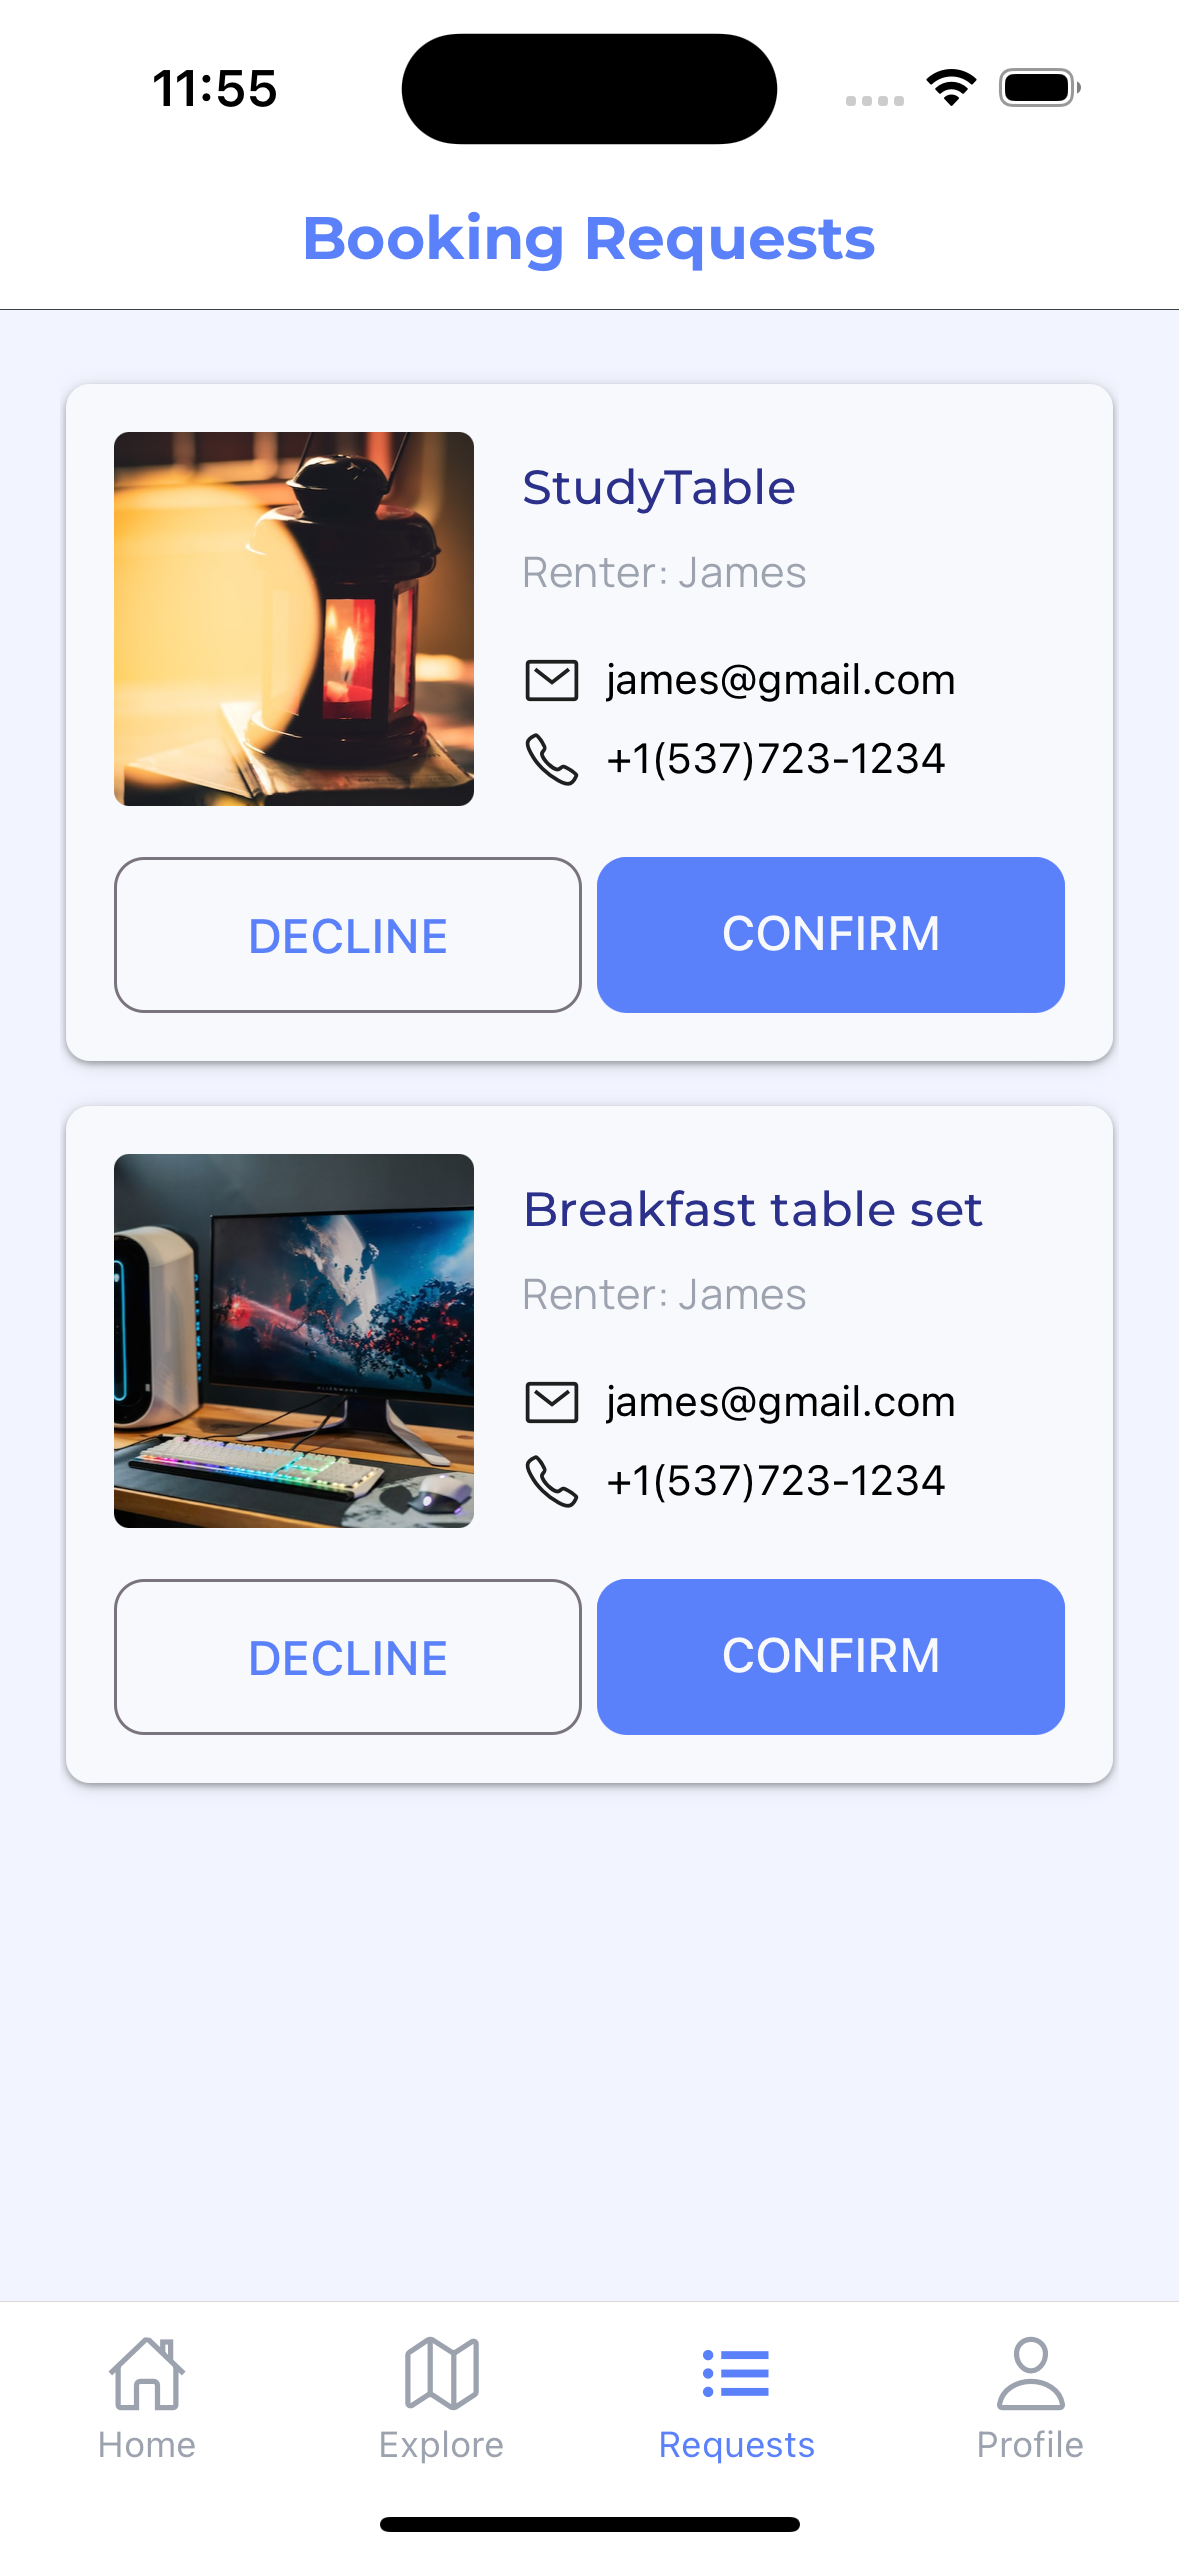 11:55
Booking Requests
StudyTable
Renter: James
james@gmail.com
+1(537)723-1234
DECLINE
CONFIRM
Breakfast table set
Renter: James
james@gmail.com
+1(537)723-1234
DECLINE
CONFIRM
Home
Explore
Requests
Profile